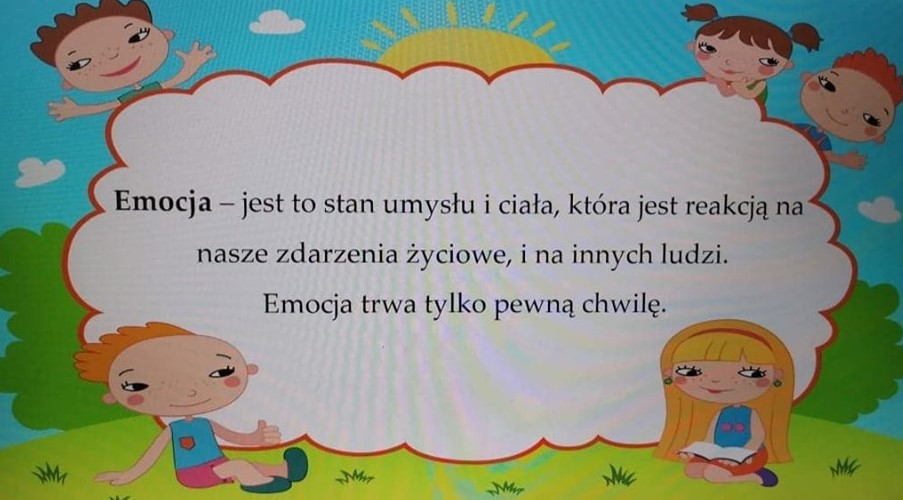 Emocja – jest to stan umysłu i ciała, która jest reakcją na
nasze zdarzenia życiowe, i na innych ludzi.
Emocja trwa tylko pewną chwilę.